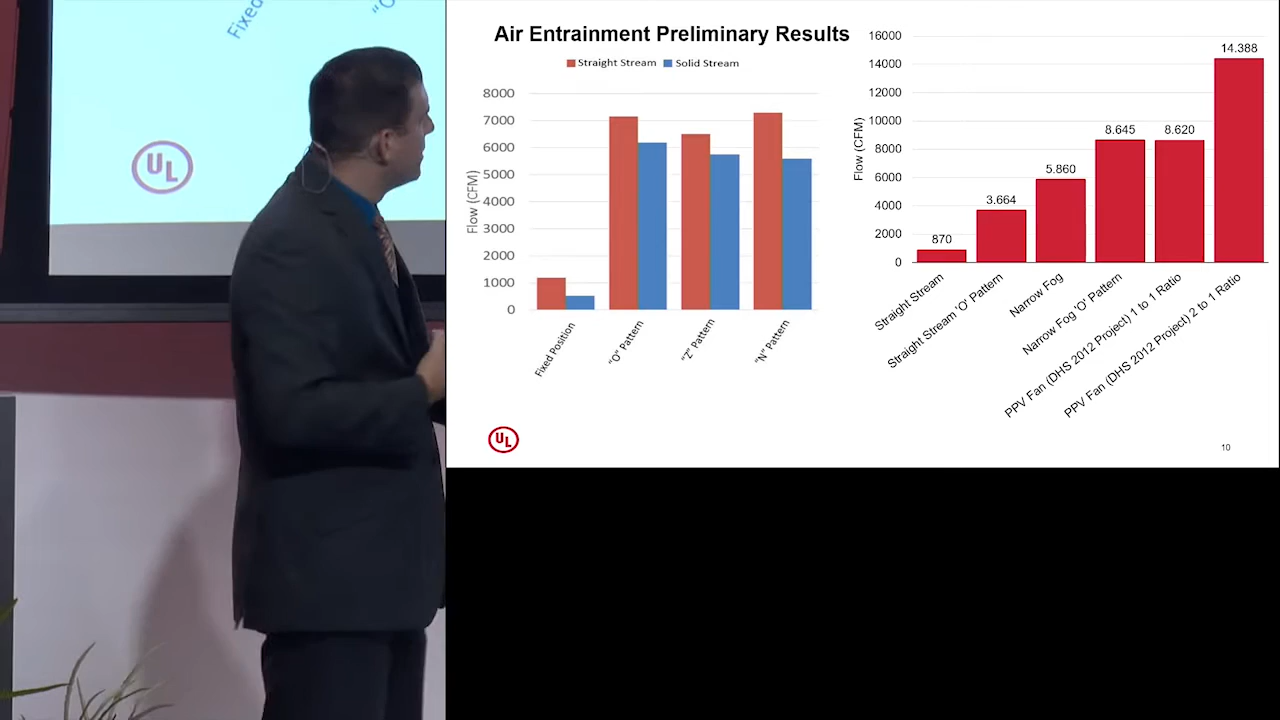 Fixed
"O
UL
Air Entrainment Preliminary Results
Straight Stream Solid Stream
Flow (CFM)
8000
7000
6000
5000
4000
3000
2000
1000
0
Fixed Position
"O" Pattern
"Z" Pattern
"N" Pattern
Flow (CFM)
16000
14000
12000
10000
8000
6000
4000
2000
0
870
3.664
5.860
8.645
8.620
14.388
Straight Stream
Straight Stream 'O' Pattern
Narrow Fog
Narrow Fog 'O' Pattern
PPV Fan (DHS 2012 Project) 1 to 1 Ratio
PPV Fan (DHS 2012 Project) 2 to 1 Ratio
UL
10